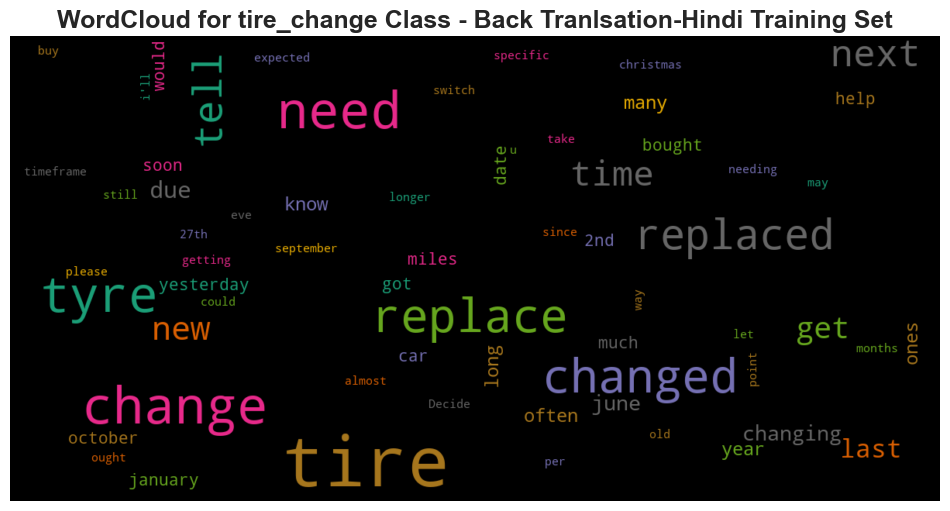 WordCloud for tire_change Class - Back Tranlsation-Hindi Training Set
buy
i'll
would
tell
expected
need
specific
switch
christmas
many
next
help
take
date
u
bought
time
needing
may
timeframe
soon
still
due
eve
know
longer
27th
september
since
2nd
replaced
please
getting
yesterday
miles
got
tyre
could
new
replace
way
much
let
get
months
ones
car
long
changed
point
almost
change
Decide
june
often
october
ought
january
tire
old
per
changing
year
last